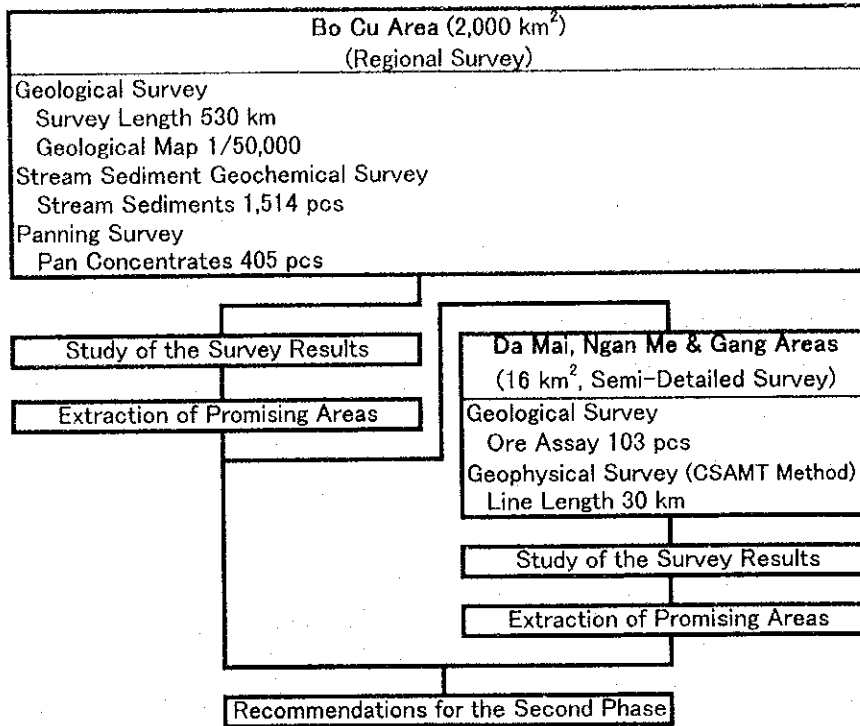 Bo Cu Area (2,000 km²)
(Regional Survey)
Geological Survey
Survey Length 530 km
Geological Map 1/50,000
Stream Sediment Geochemical Survey
Stream Sediments 1,514 pcs
Panning Survey
Pan Concentrates 405 pcs
Study of the Survey Results
Extraction of Promising Areas
Da Mai, Ngan Me & Gang Areas
(16 km², Semi-Detailed Survey)
Geological Survey
Ore Assay 103 pcs
Geophysical Survey (CSAMT Method)
Line Length 30 km
Study of the Survey Results
Extraction of Promising Areas
Recommendations for the Second Phase